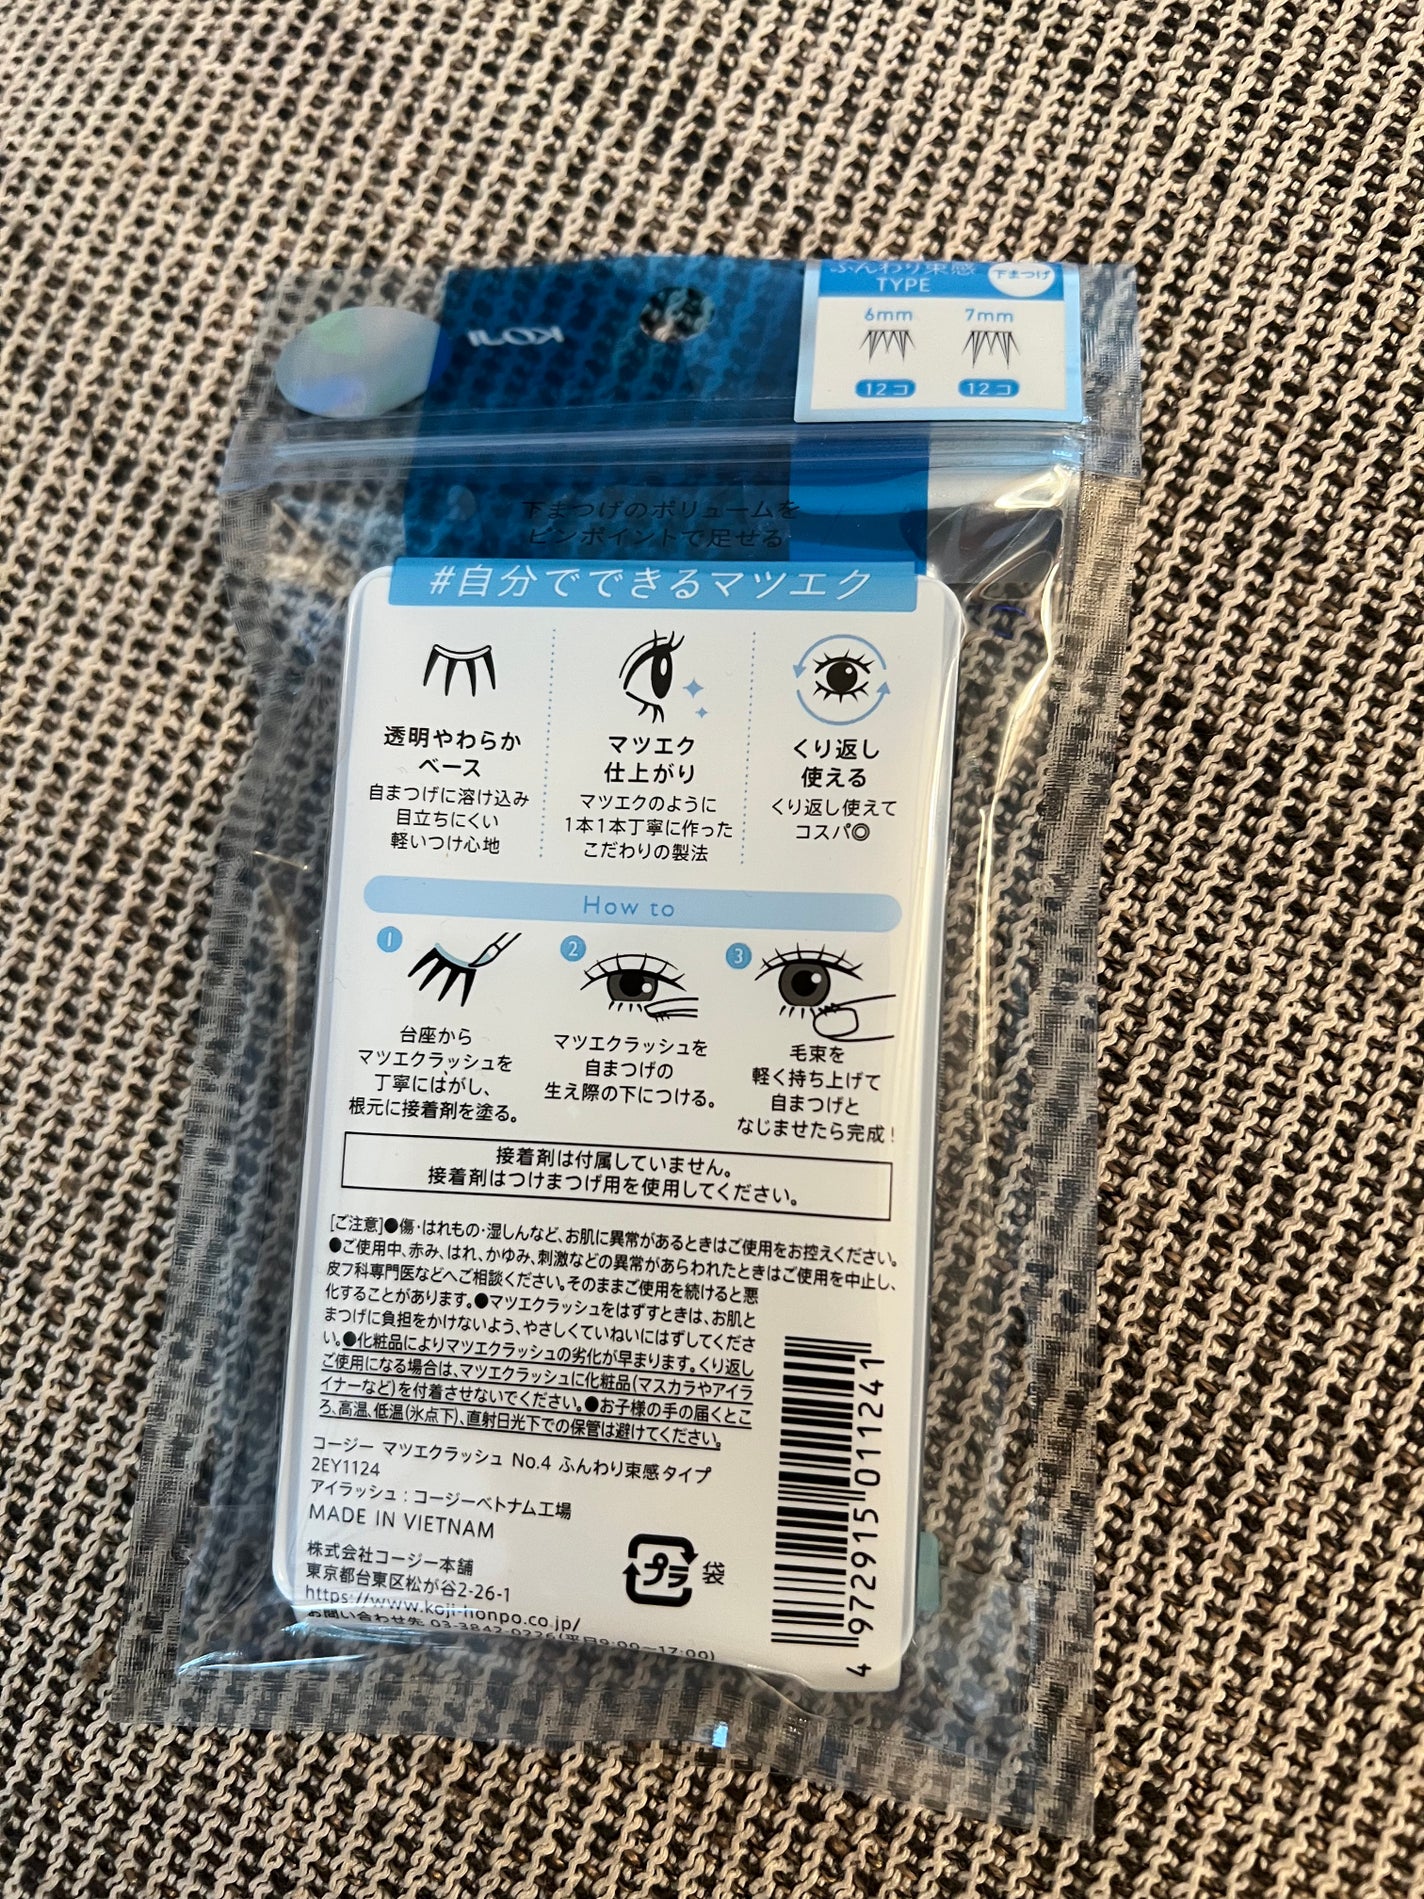 KOJI
ふんわり束感
TYPE
下まつげ
6mm
7mm
12コ
12コ
下まつげのボリュームを
ピンポイントで足せる
#自分でできるマツエク
透明やわらか
ベース
自まつげに溶け込み
目立ちにくい
軽いつけ心地
マツエク
仕上がり
マツエクのように
1本1本丁寧に作った
こだわりの製法
くり返し
使える
くり返し使えて
コスパ◎
How to
1
台座から
マツエクラッシュを
丁寧にはがし、
根元に接着剤を塗る。
2
マツエクラッシュを
自まつげの
生え際の下につける。
3
毛束を
軽く持ち上げて
自まつげと
なじませたら完成!
接着剤は付属していません。
接着剤はつけまつげ用を使用してください。
[ご注意]●傷・はれもの・湿しんなど、お肌に異常があるときはご使用をお控えください。
●ご使用中、赤み、はれ、かゆみ、刺激などの異常があらわれたときはご使用を中止し、
皮フ科専門医などへご相談ください。そのままご使用を続けると悪
化することがあります。●マツエクラッシュをはずすときは、お肌と
まつげに負担をかけないよう、やさしくていねいにはずしてくださ
い。●化粧品によりマツエクラッシュの劣化が早まります。くり返し
ご使用になる場合は、マツエクラッシュに化粧品(マスカラやアイラ
イナーなど)を付着させないでください。●お子様の手の届くとこ
ろ、高温、低温(氷点下)、直射日光下での保管は避けてください。
コージー マツエクラッシュ No.4 ふんわり束感タイプ
2EY1124
アイラッシュ：コージーベトナム工場
MADE IN VIETNAM
株式会社コージー本舗
東京都台東区松が谷2-26-1
https://www.koji-honpo.co.jp/
お問い合わせ先 03-3842-0226(平日9:00〜17:00)
プラ
袋
4 972915 011241